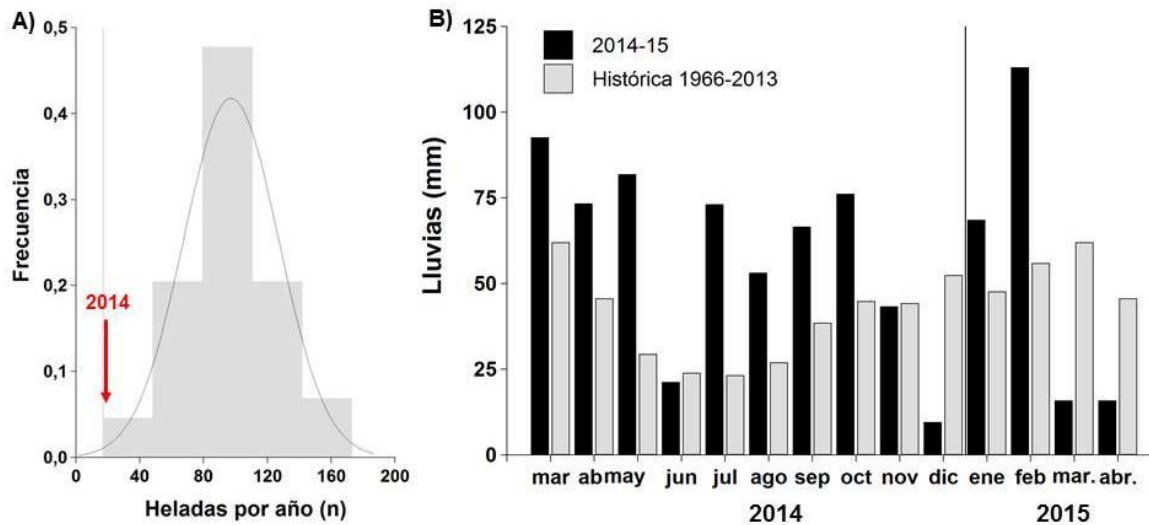 A)
0,5
0,4
0,3
0,2
0,1
0,0
Frecuencia
2014
0 40 80 120 160 200
Heladas por año (n)
B)
125
100
75
50
25
0
Lluvias (mm)
2014-15
Histórica 1966-2013
mar ab may jun jul ago sep oct nov dic ene feb mar. abr.
2014 2015